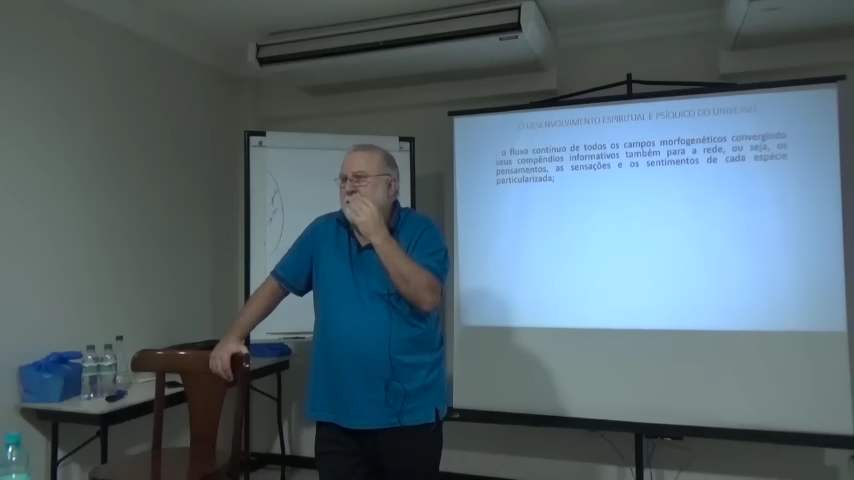 O DESENVOLVIMENTO ESPIRITUAL E PSÍQUICO DO UNIVERSO
. o fluxo contínuo de todos os campos morfogenéticos convergindo
seus compêndios informativos também para a rede, ou seja, os
pensamentos, as sensações e os sentimentos de cada espécie
particularizada;